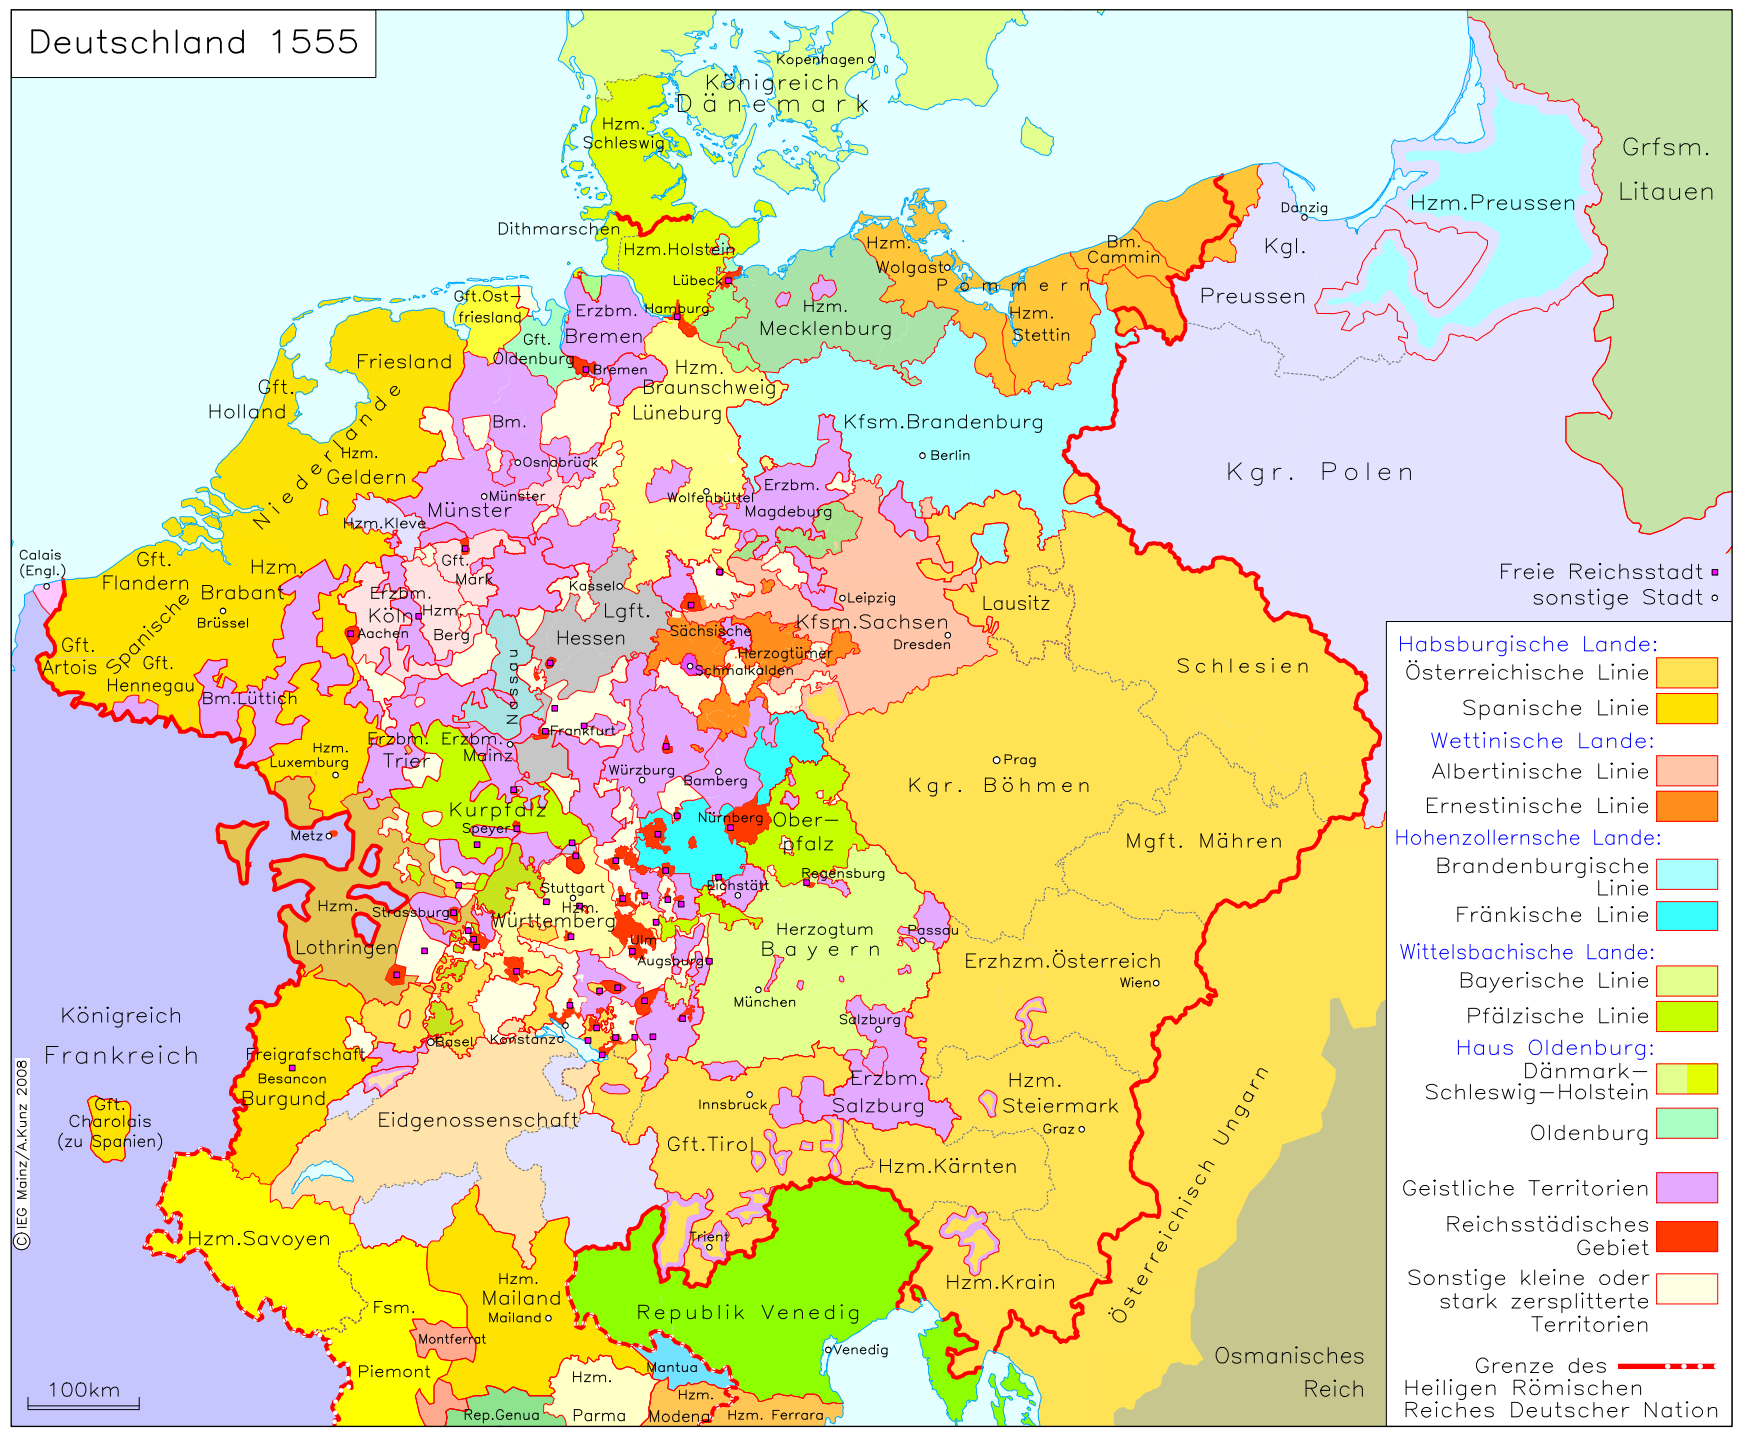 Deutschland 1555
Kopenhagen
Königreich
Dänemark
Hzm.
Schleswig
Grfsm.
Litauen
Hzm.Preussen
Danzig
Kgl.
Preussen
Dithmarschen
Hzm.Holstein
Lübeck
Hamburg
Hzm.
Wolgast
Pommern
Bm.
Cammin
Hzm.
Stettin
Hzm.
Mecklenburg
Gft.Ost-
friesland
Erzbm.
Bremen
Gft.
Oldenburg
Bremen
Friesland
Gft.
Holland
Niederlande
Hzm.
Geldern
Hzm.
Braunschweig
Lüneburg
Kfsm.Brandenburg
Berlin
Kgr. Polen
Bm.
Osnabrück
Münster
Münster
Wolfenbüttel
Erzbm.
Magdeburg
Hzm.Kleve
Calais
(Engl.)
Gft.
Flandern
Hzm.
Brabant
Brüssel
Spanische
Gft.
Artois
Gft.
Hennegau
Bm.Lüttich
Gft.
Mark
Erzbm.
Köln
Hzm.
Berg
Aachen
Kassel
Lgft.
Hessen
Nassau
Leipzig
Kfsm.Sachsen
Dresden
Sächsische
Herzogtümer
Schmalkalden
Lausitz
Schlesien
Hzm.
Luxemburg
Erzbm.
Trier
Erzbm.
Mainz
Frankfurt
Würzburg
Bamberg
Prag
Kgr. Böhmen
Mgft. Mähren
Metz
Kurpfalz
Speyer
Nürnberg
Ober-
pfalz
Regensburg
Eichstätt
Stuttgart
Hzm.
Württemberg
Strassburg
Hzm.
Lothringen
Ulm
Augsburg
Herzogtum
Bayern
München
Passau
Erzhzm.Österreich
Wien
Salzburg
Königreich
Frankreich
Freigrafschaft
Besancon
Burgund
Basel
Konstanz
Gft.
Charolais
(zu Spanien)
Eidgenossenschaft
Innsbruck
Gft.Tirol
Erzbm.
Salzburg
Hzm.
Steiermark
Graz
Hzm.Kärnten
Österreichisch Ungarn
Trient
Hzm.Krain
Hzm.Savoyen
Fsm.
Piemont
Montferrat
Hzm.
Mailand
Mailand
Republik Venedig
Venedig
Mantua
Hzm.
Parma
Hzm.
Modena
Hzm. Ferrara
Rep.Genua
Osmanisches
Reich
100km
©IEG Mainz/A.Kunz 2008
Freie Reichsstadt
sonstige Stadt
Habsburgische Lande:
Österreichische Linie
Spanische Linie
Wettinische Lande:
Albertinische Linie
Ernestinische Linie
Hohenzollernsche Lande:
Brandenburgische
Linie
Fränkische Linie
Wittelsbachische Lande:
Bayerische Linie
Pfälzische Linie
Haus Oldenburg:
Dänmark-
Schleswig-Holstein
Oldenburg
Geistliche Territorien
Reichsstädisches
Gebiet
Sonstige kleine oder
stark zersplitterte
Territorien
Grenze des
Heiligen Römischen
Reiches Deutscher Nation